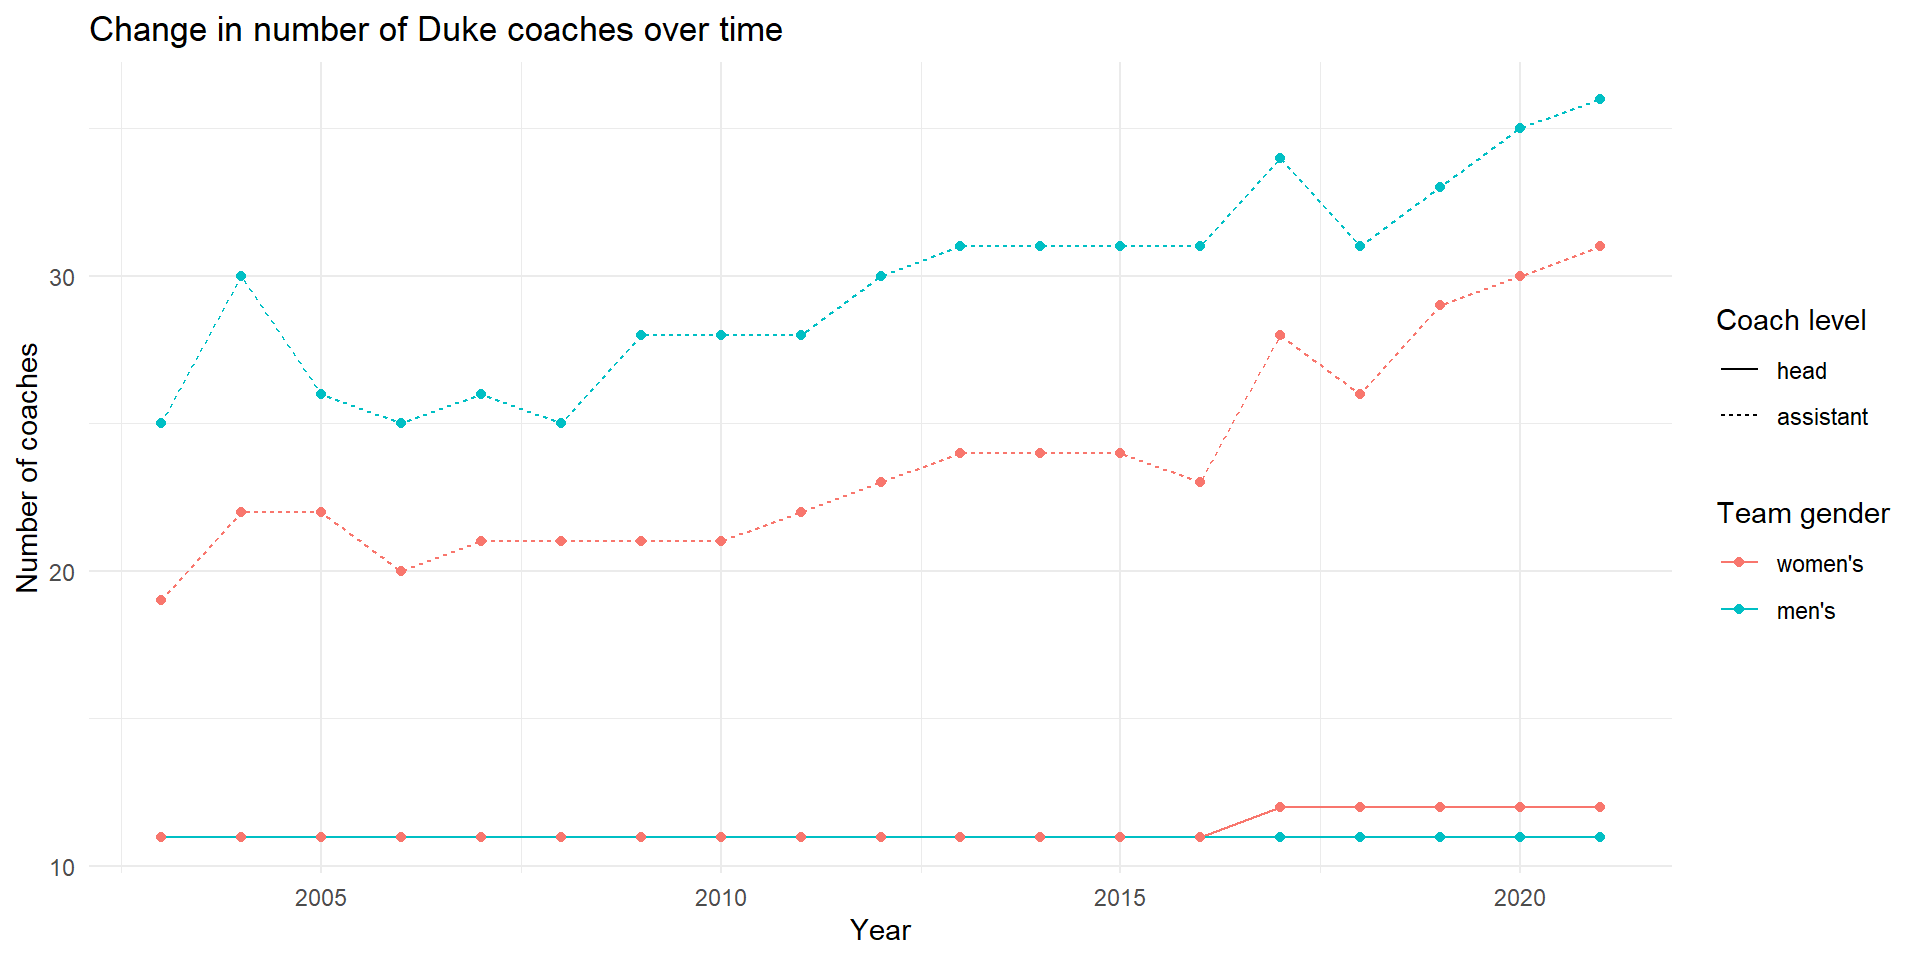 Change in number of Duke coaches over time
Number of coaches
30
20
10
2005
2010
2015
2020
Year
Coach level
head
assistant
Team gender
women's
men's